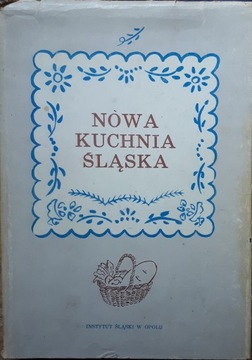 NOWA
KUCHNIA
ŚLĄSKA
INSTYTUT ŚLĄSKI W OPOLU